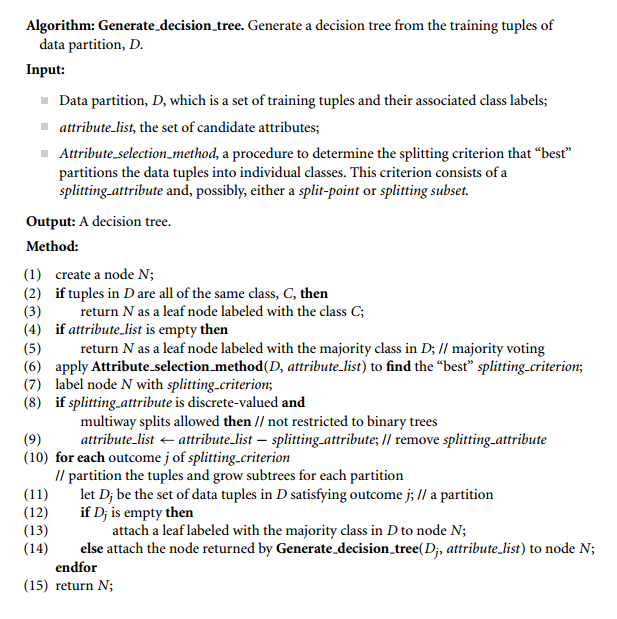 Algorithm: Generate_decision_tree. Generate a decision tree from the training tuples of
data partition, D.
Input:
■ Data partition, D, which is a set of training tuples and their associated class labels;
■ attribute_list, the set of candidate attributes;
■ Attribute_selection_method, a procedure to determine the splitting criterion that “best”
partitions the data tuples into individual classes. This criterion consists of a
splitting_attribute and, possibly, either a split-point or splitting subset.
Output: A decision tree.
Method:
(1) create a node N;
(2) if tuples in D are all of the same class, C, then
(3) return N as a leaf node labeled with the class C;
(4) if attribute_list is empty then
(5) return N as a leaf node labeled with the majority class in D; // majority voting
(6) apply Attribute_selection_method(D, attribute_list) to find the “best” splitting_criterion;
(7) label node N with splitting_criterion;
(8) if splitting_attribute is discrete-valued and
multiway splits allowed then // not restricted to binary trees
(9) attribute_list ← attribute_list − splitting_attribute; // remove splitting_attribute
(10) for each outcome j of splitting_criterion
// partition the tuples and grow subtrees for each partition
(11) let Dj be the set of data tuples in D satisfying outcome j; // a partition
(12) if Dj is empty then
(13) attach a leaf labeled with the majority class in D to node N;
(14) else attach the node returned by Generate_decision_tree(Dj, attribute_list) to node N;
endfor
(15) return N;